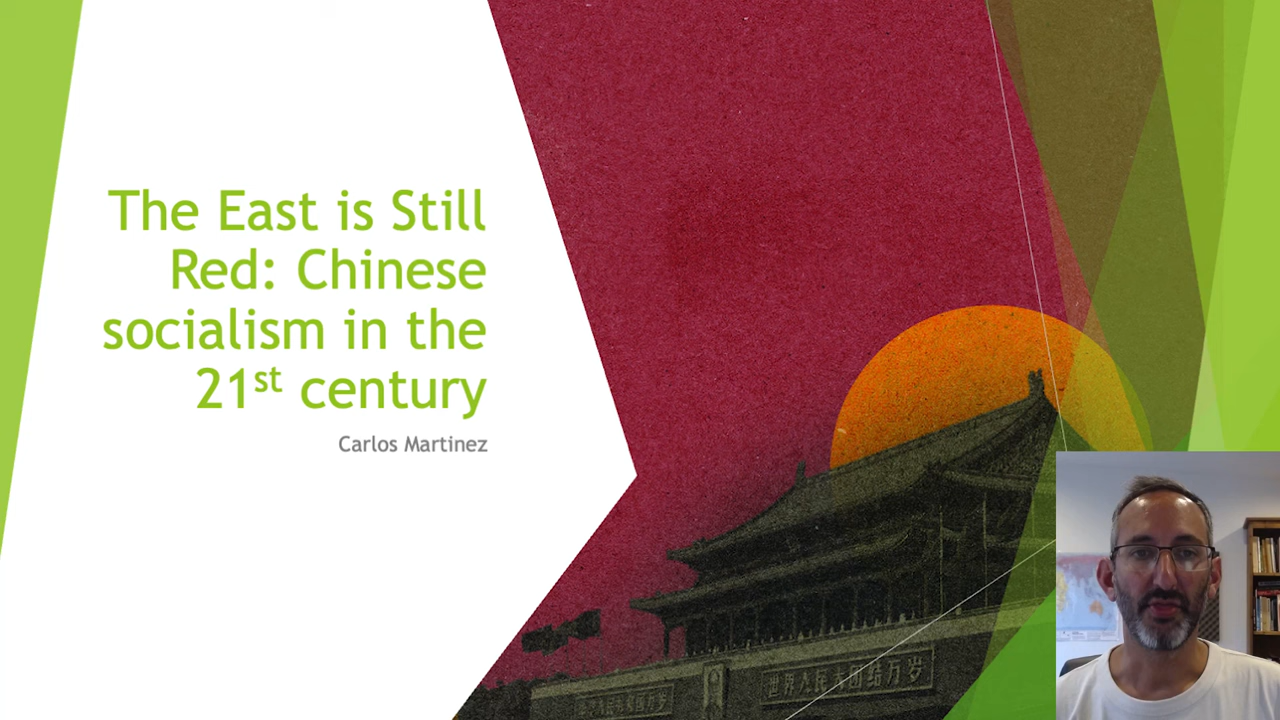 The East is Still
Red: Chinese
socialism in the
21st century
Carlos Martinez
世界人民大团结万岁